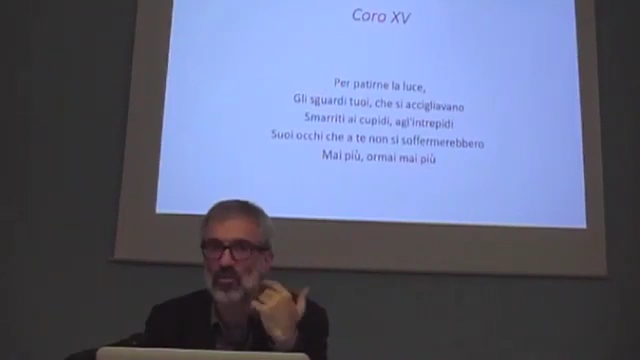 Coro XV
Per patirne la luce,
Gli sguardi tuoi, che si accigliavano
Smarriti ai cupidi, agl'intrepidi
Suoi occhi che a te non si soffermerebbero
Mai più, ormai mai più